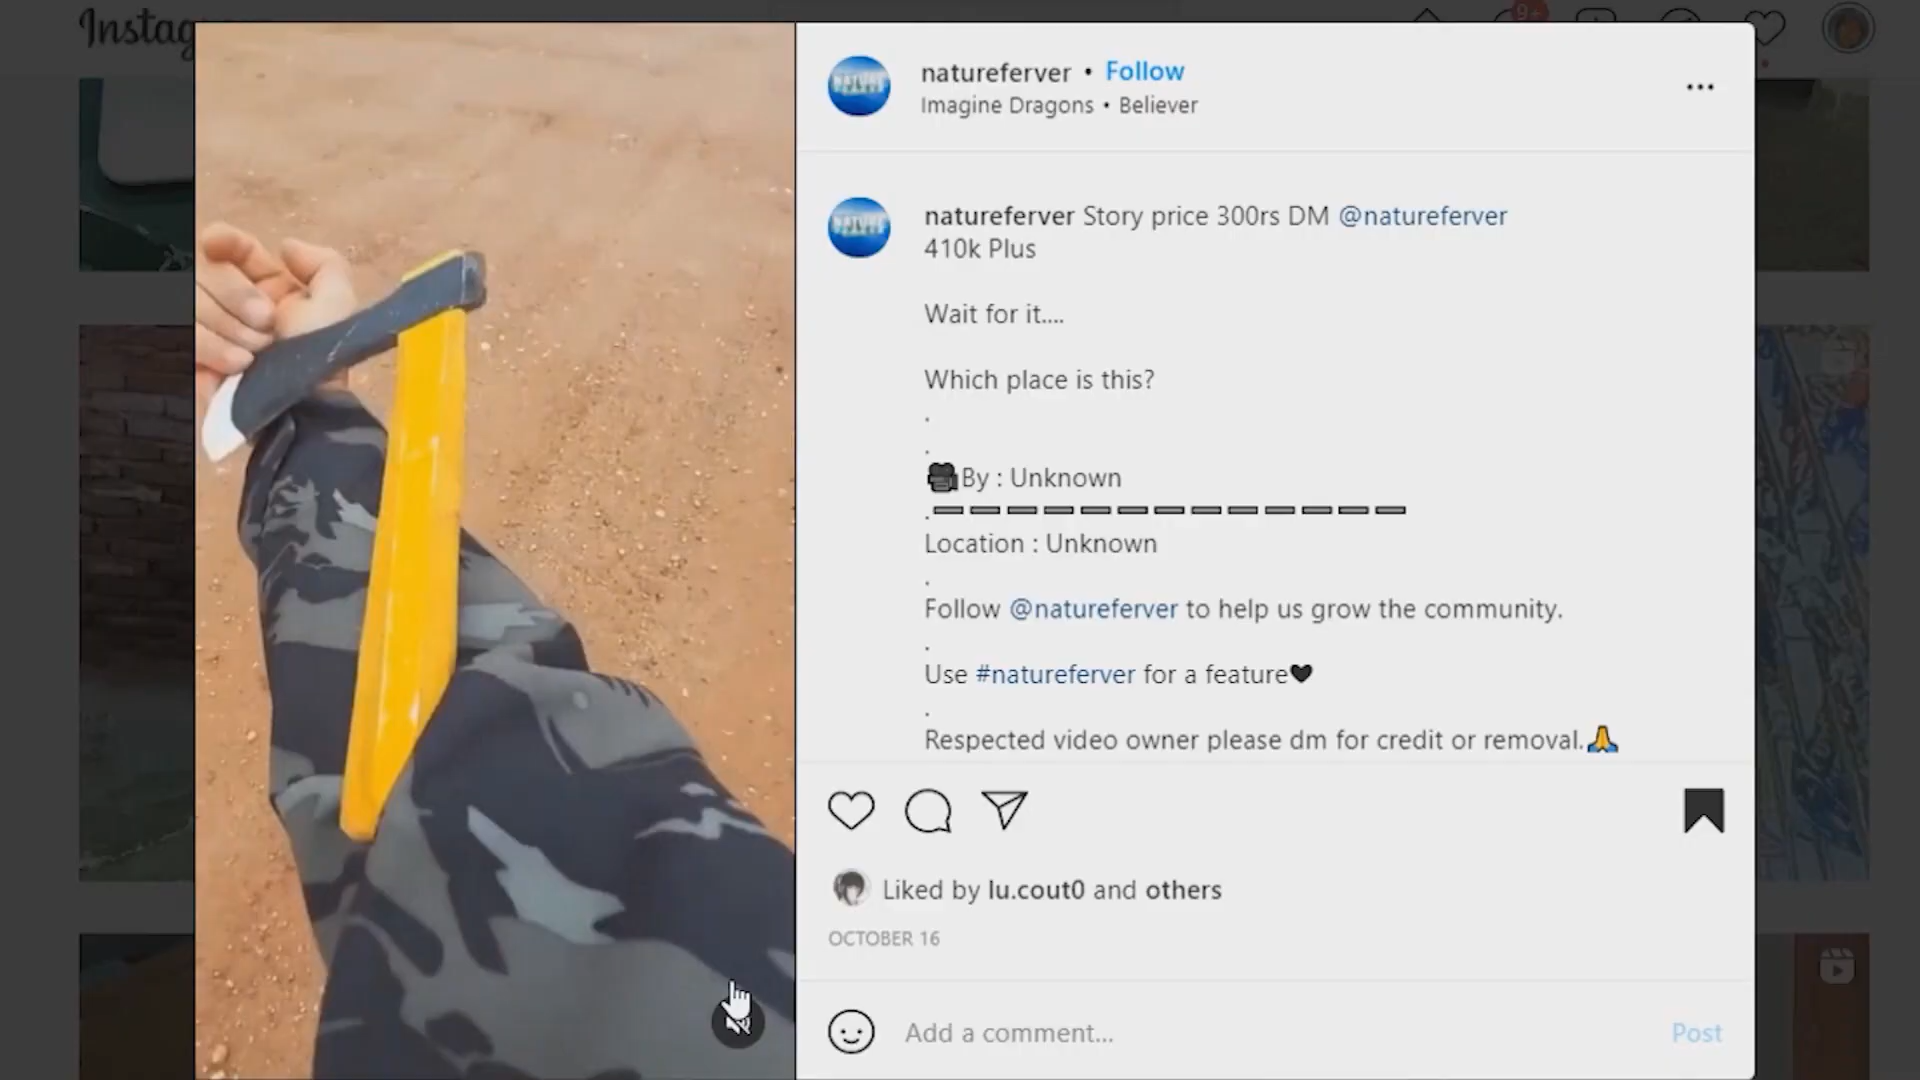 Instag
9+
natureferver • Follow
Imagine Dragons • Believer
natureferver Story price 300rs DM @natureferver
410k Plus
Wait for it....
Which place is this?
.
.
🎥By : Unknown
.➖➖➖➖➖➖➖➖➖➖➖➖➖
Location : Unknown
.
Follow @natureferver to help us grow the community.
.
Use #natureferver for a feature🖤
.
Respected video owner please dm for credit or removal.🙏
Liked by lu.cout0 and others
OCTOBER 16
Add a comment...
Post